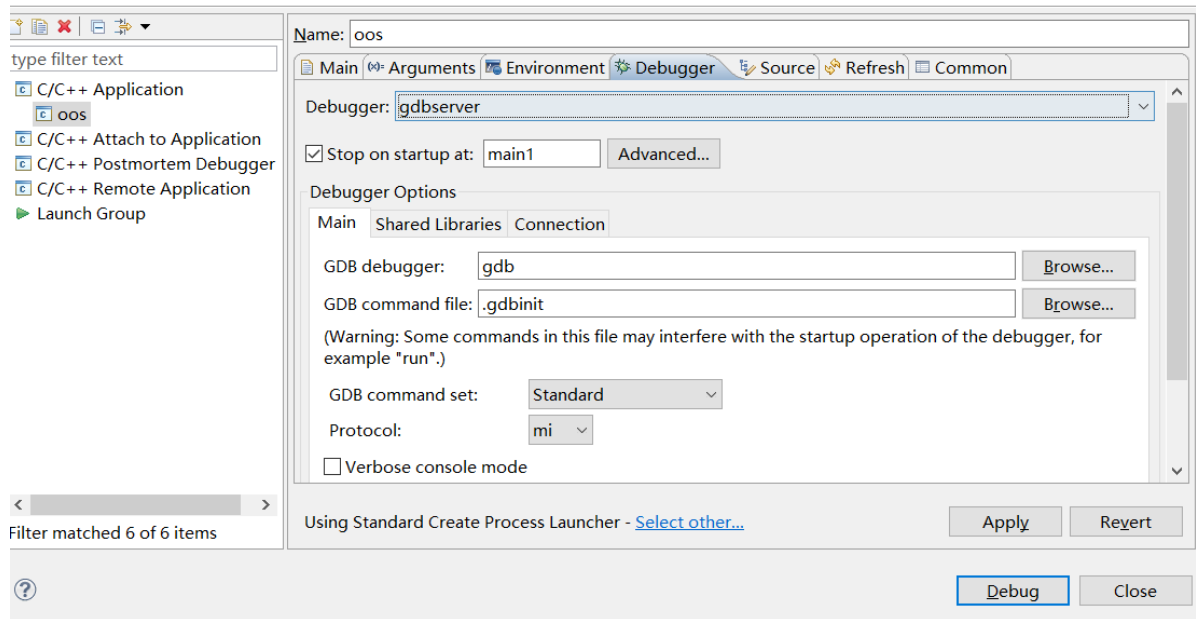 type filter text
C/C++ Application
oos
C/C++ Attach to Application
C/C++ Postmortem Debugger
C/C++ Remote Application
Launch Group
Filter matched 6 of 6 items
Name: oos
Main (x)= Arguments Environment Debugger Source Refresh Common
Debugger: gdbserver
Stop on startup at: main1 Advanced...
Debugger Options
Main Shared Libraries Connection
GDB debugger: gdb Browse...
GDB command file: .gdbinit Browse...
(Warning: Some commands in this file may interfere with the startup operation of the debugger, for
example "run".)
GDB command set: Standard
Protocol: mi
Verbose console mode
Using Standard Create Process Launcher - Select other... Apply Revert
Debug Close